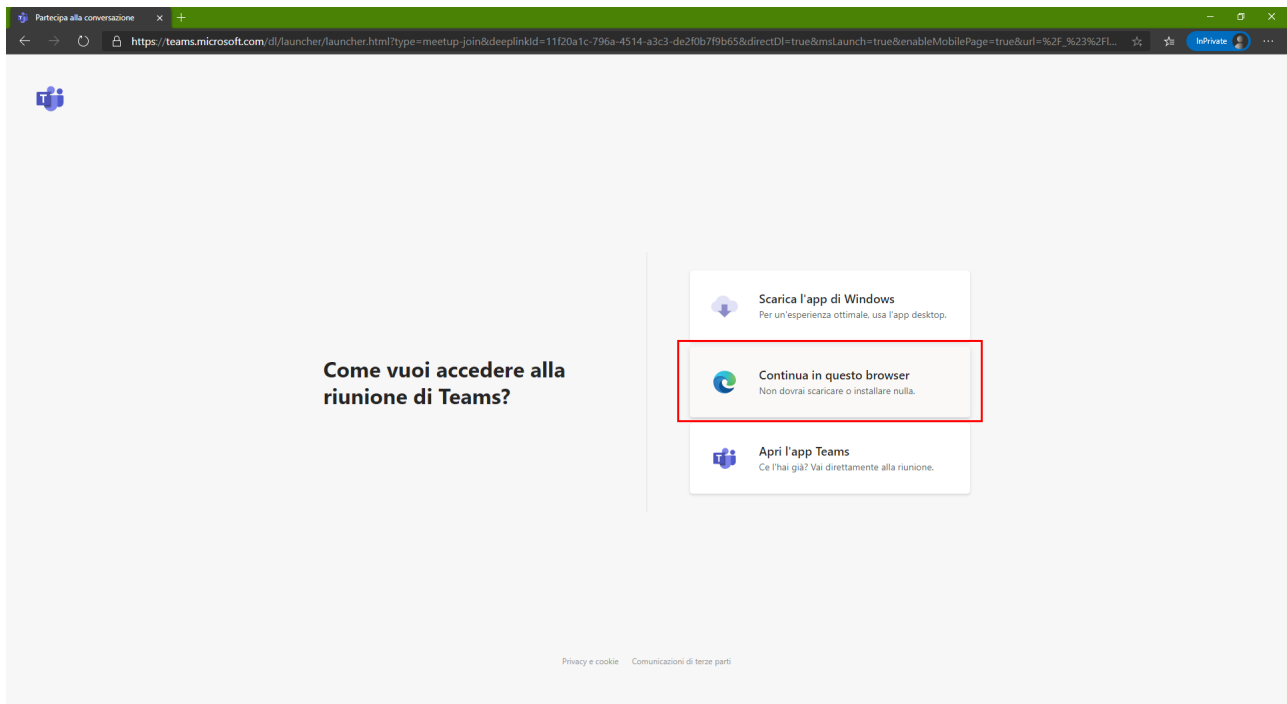 Partecipa alla conversazione
https://teams.microsoft.com/dl/launcher/launcher.html?type=meetup-join&deeplinkId=11f20a1c-796a-4514-a3c3-de2f0b7f9b65&directDl=true&msLaunch=true&enableMobilePage=true&url=%2F_%23%2Fl...
InPrivate
Scarica l'app di Windows
Per un'esperienza ottimale, usa l'app desktop.
Come vuoi accedere alla
riunione di Teams?
Continua in questo browser
Non dovrai scaricare o installare nulla.
Apri l'app Teams
Ce l'hai già? Vai direttamente alla riunione.
Privacy e cookie Comunicazioni di terze parti